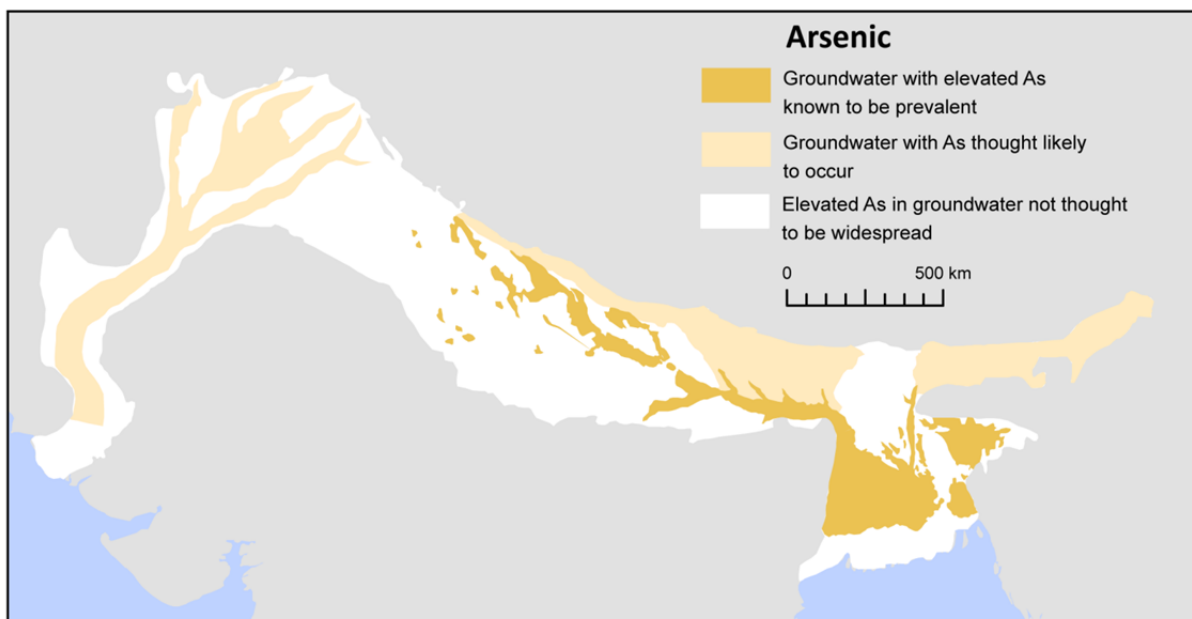 Arsenic
Groundwater with elevated As
known to be prevalent
Groundwater with As thought likely
to occur
Elevated As in groundwater not thought
to be widespread
0 500 km